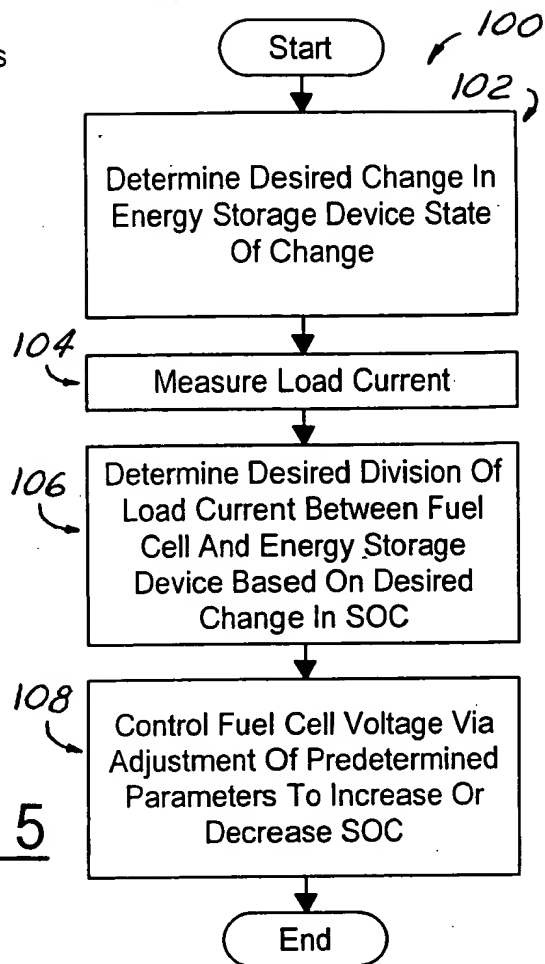 100
s
Start
102
Determine Desired Change In
Energy Storage Device State
Of Change
104
Measure Load Current
106
Determine Desired Division Of
Load Current Between Fuel
Cell And Energy Storage
Device Based On Desired
Change In SOC
108
Control Fuel Cell Voltage Via
Adjustment Of Predetermined
Parameters To Increase Or
Decrease SOC
5
End